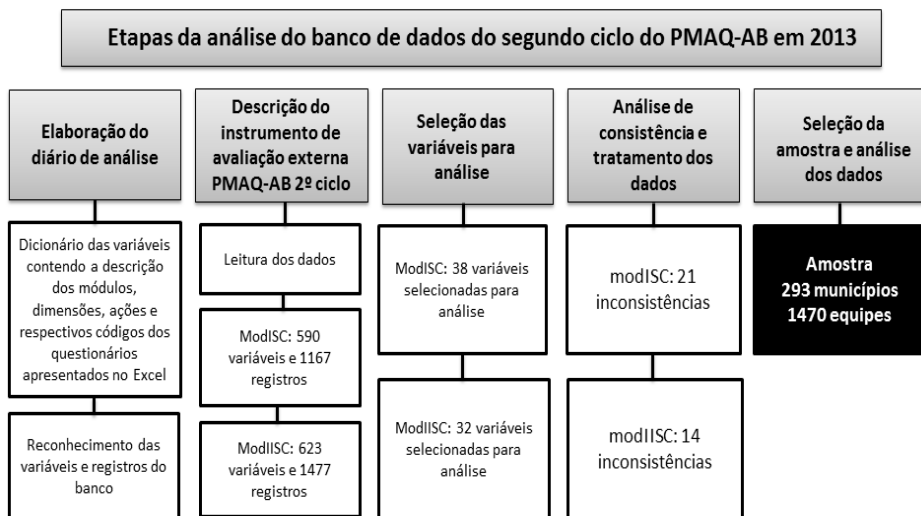 Etapas da análise do banco de dados do segundo ciclo do PMAQ-AB em 2013
Elaboração do
diário de análise
Dicionário das variáveis
contendo a descrição
dos módulos,
dimensões, ações e
respectivos códigos dos
questionários
apresentados no Excel
Reconhecimento das
variáveis e registros do
banco
Descrição do
instrumento de
avaliação externa
PMAQ-AB 2º ciclo
Leitura dos dados
ModISC: 590
variáveis e 1167
registros
ModIISC: 623
variáveis e 1477
registros
Seleção das
variáveis para
análise
ModISC: 38 variáveis
selecionadas para
análise
ModIISC: 32 variáveis
selecionadas para
análise
Análise de
consistência e
tratamento dos
dados
modISC: 21
inconsistências
modIISC: 14
inconsistências
Seleção da
amostra e análise
dos dados
Amostra
293 municípios
1470 equipes